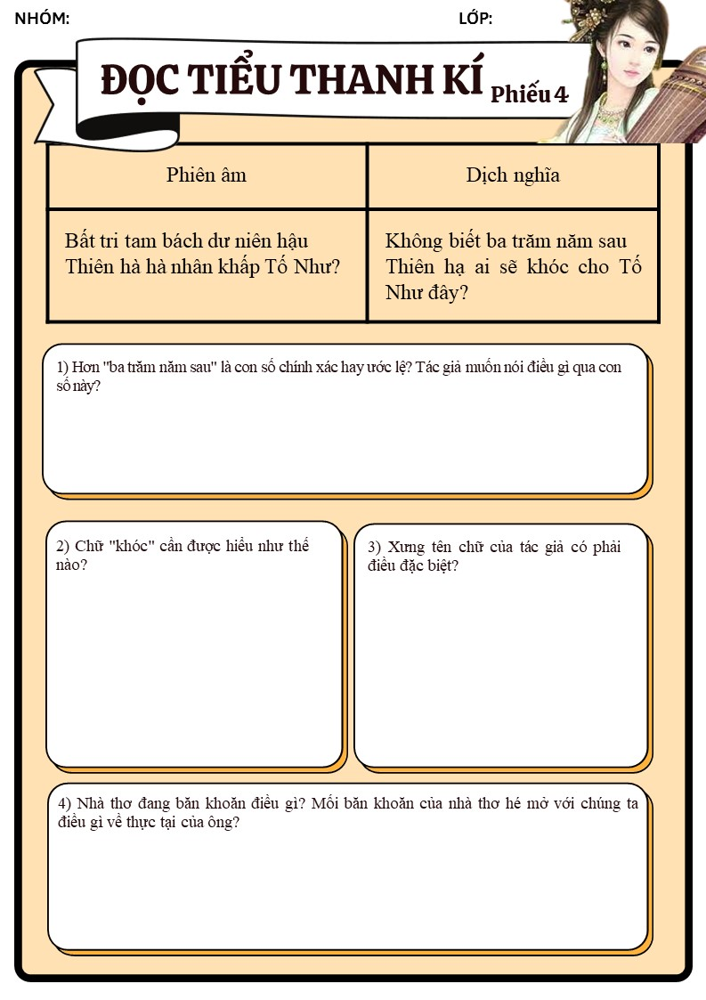 NHÓM:
LỚP:
ĐỌC TIỂU THANH KÍ Phiếu 4
Phiên âm
Dịch nghĩa
Bất tri tam bách dư niên hậu
Thiên hà hà nhân khấp Tố Như?
Không biết ba trăm năm sau
Thiên hạ ai sẽ khóc cho Tố
Như đây?
1) Hơn "ba trăm năm sau" là con số chính xác hay ước lệ? Tác giả muốn nói điều gì qua con
số này?
2) Chữ "khóc" cần được hiểu như thế
nào?
3) Xưng tên chữ của tác giả có phải
điều đặc biệt?
4) Nhà thơ đang băn khoăn điều gì? Mối băn khoăn của nhà thơ hé mở với chúng ta
điều gì về thực tại của ông?